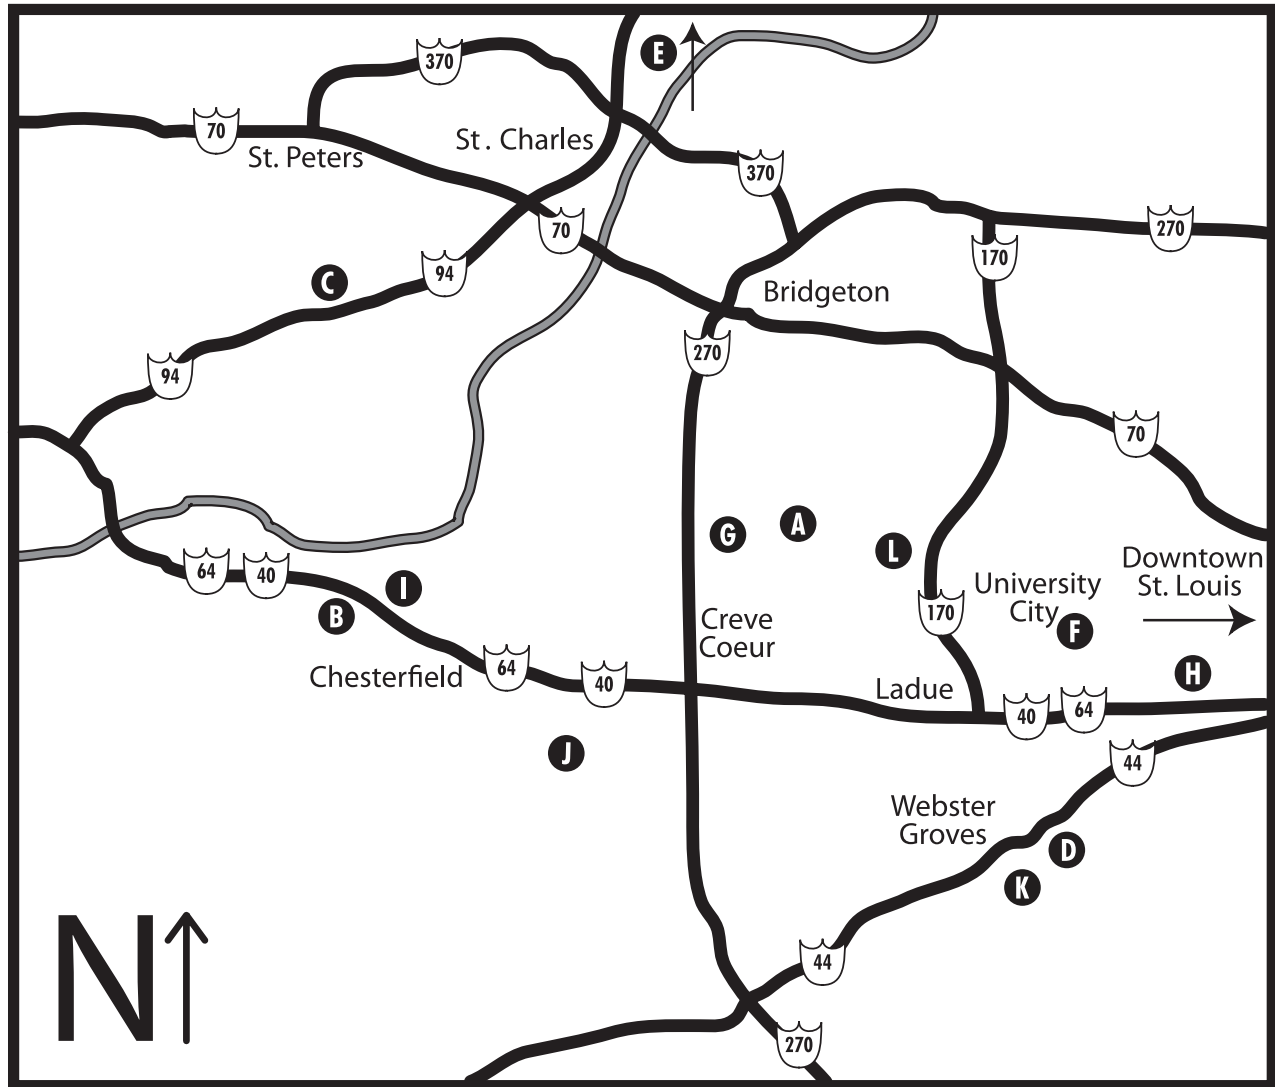 E
370
70
St. Charles
St. Peters
370
70
270
170
94
C
Bridgeton
270
94
70
G
A
L
Downtown
St. Louis
64
40
I
University
City
B
170
F
Creve
Coeur
Chesterfield
64
40
Ladue
H
40
64
J
44
Webster
Groves
D
K
N
44
270